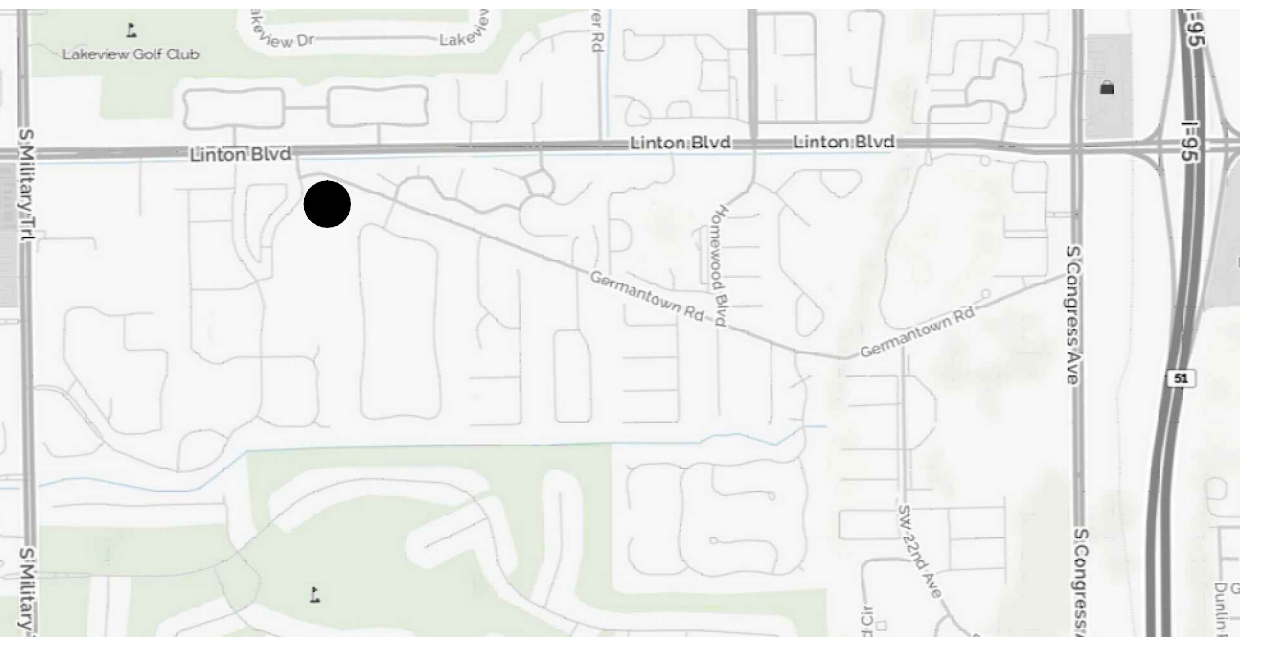 Lakeview Dr
Lakeview
I-95
Lakeview Golf Club
S Military Trl
Linton Blvd
Linton Blvd
Linton Blvd
I-95
Homewood Blvd
S Congress Ave
Germantown Rd
Germantown Rd
51
SW 22nd Ave
S Military
S Congress
Dunlin